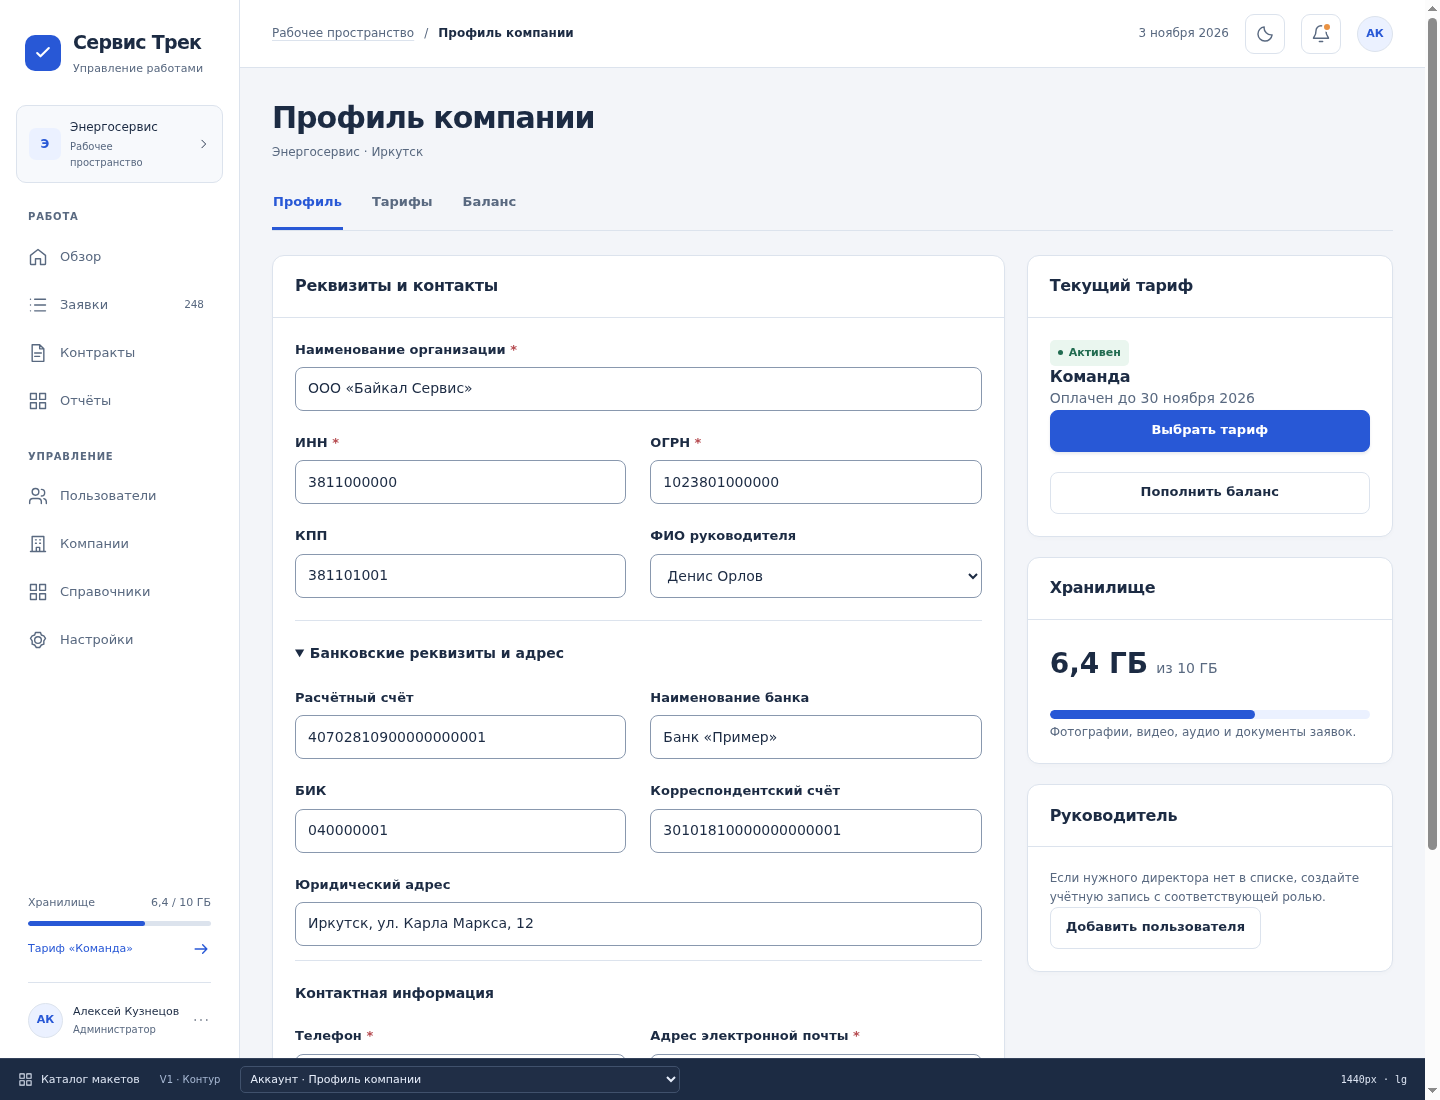 Сервис Трек
Управление работами
Э
Энергосервис
Рабочее
пространство
РАБОТА
Обзор
Заявки 248
Контракты
Отчёты
УПРАВЛЕНИЕ
Пользователи
Компании
Справочники
Настройки
Хранилище 6,4 / 10 ГБ
Тариф «Команда»
АК
Алексей Кузнецов
Администратор
...
Рабочее пространство / Профиль компании
3 ноября 2026
АК
Профиль компании
Энергосервис · Иркутск
Профиль Тарифы Баланс
Реквизиты и контакты
Наименование организации *
ООО «Байкал Сервис»
ИНН * ОГРН *
3811000000 1023801000000
КПП ФИО руководителя
381101001 Денис Орлов
▼ Банковские реквизиты и адрес
Расчётный счёт Наименование банка
40702810900000000001 Банк «Пример»
БИК Корреспондентский счёт
040000001 30101810000000000001
Юридический адрес
Иркутск, ул. Карла Маркса, 12
Контактная информация
Телефон * Адрес электронной почты *
Текущий тариф
Активен
Команда
Оплачен до 30 ноября 2026
Выбрать тариф
Пополнить баланс
Хранилище
6,4 ГБ из 10 ГБ
Фотографии, видео, аудио и документы заявок.
Руководитель
Если нужного директора нет в списке, создайте
учётную запись с соответствующей ролью.
Добавить пользователя
Каталог макетов V1 · Контур Аккаунт · Профиль компании 1440px · lg